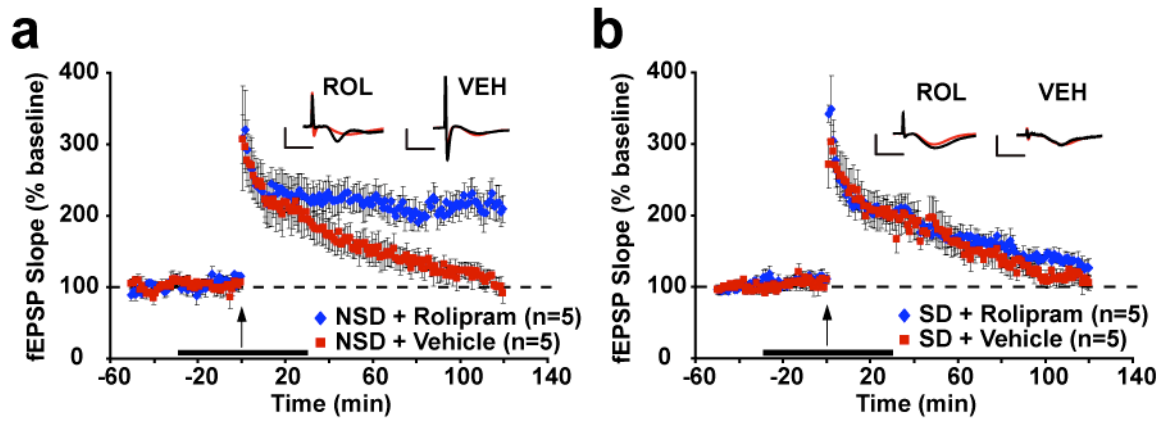 a
fEPSP Slope (% baseline)
400
300
200
100
0
ROL
VEH
NSD + Rolipram (n=5)
NSD + Vehicle (n=5)
-60
-20
20
60
100
140
Time (min)
b
fEPSP Slope (% baseline)
400
300
200
100
0
ROL
VEH
SD + Rolipram (n=5)
SD + Vehicle (n=5)
-60
-20
20
60
100
140
Time (min)